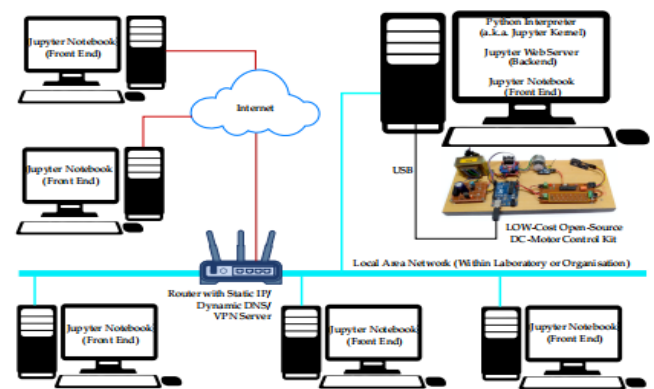 Jupyter Notebook
(Front End)
Python Interpreter
(a.k.a. Jupyter Kernel)
Jupyter Web Server
(Backend)
Jupyter Notebook
(Front End)
Internet
Jupyter Notebook
(Front End)
USB
LOW-Cost Open-Source
DC-Motor Control Kit
Local Area Network (Within Laboratory or Organisation)
Router with Static IP/
Dynamic DNS/
VPN Server
Jupyter Notebook
(Front End)
Jupyter Notebook
(Front End)
Jupyter Notebook
(Front End)